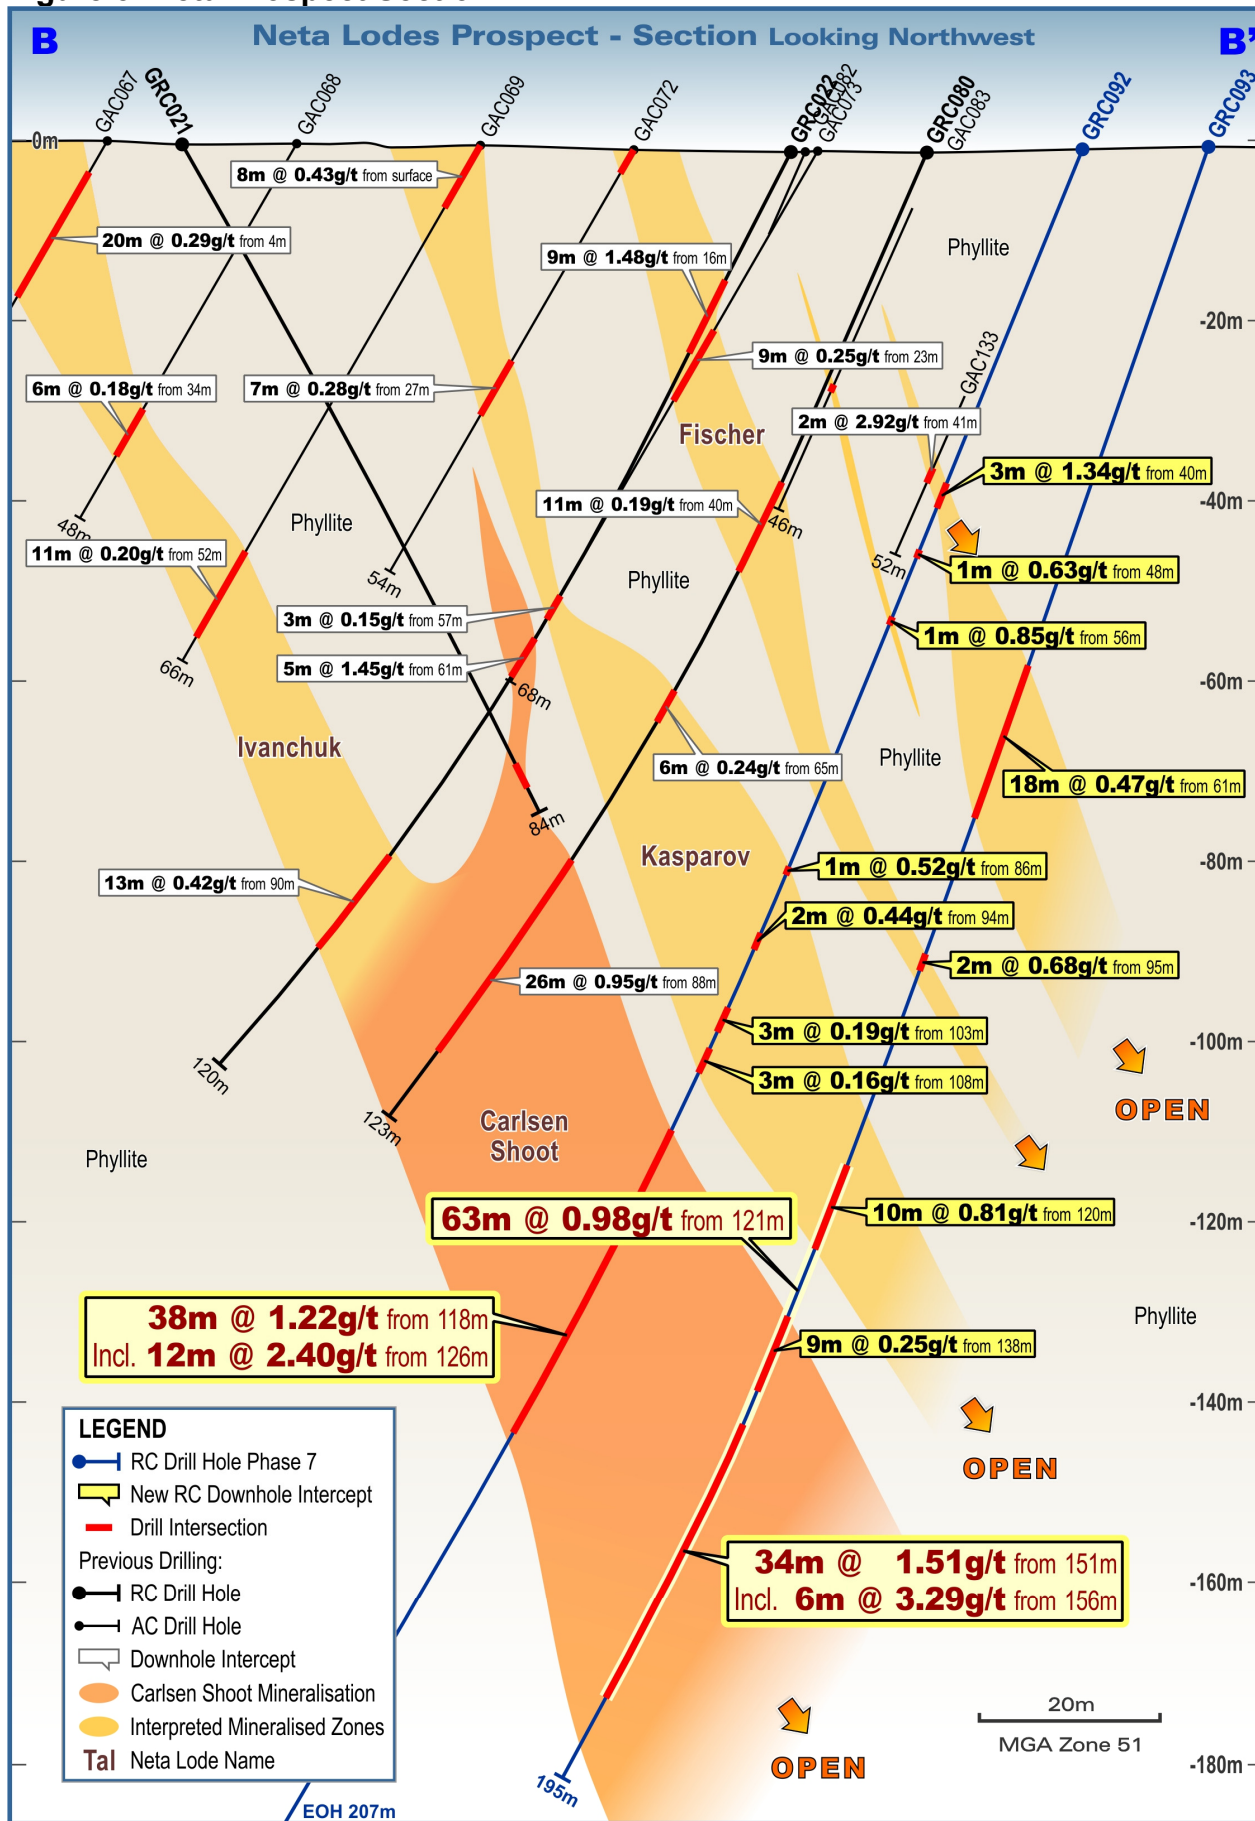 B
Neta Lodes Prospect - Section Looking Northwest
B'
GAC067
GRC021
GAC068
GAC069
GAC072
GRC022
GAC082
GAC073
GRC080
GAC083
GRC092
GRC093
0m
8m @ 0.43g/t from surface
20m @ 0.29g/t from 4m
9m @ 1.48g/t from 16m
Phyllite
-20m
9m @ 0.25g/t from 23m
GAC133
6m @ 0.18g/t from 34m
7m @ 0.28g/t from 27m
2m @ 2.92g/t from 41m
Fischer
3m @ 1.34g/t from 40m
-40m
11m @ 0.19g/t from 40m
46m
48m
Phyllite
11m @ 0.20g/t from 52m
52m
1m @ 0.63g/t from 48m
54m
Phyllite
3m @ 0.15g/t from 57m
1m @ 0.85g/t from 56m
66m
5m @ 1.45g/t from 61m
68m
-60m
Ivanchuk
6m @ 0.24g/t from 65m
Phyllite
18m @ 0.47g/t from 61m
84m
Kasparov
1m @ 0.52g/t from 86m
-80m
13m @ 0.42g/t from 90m
2m @ 0.44g/t from 94m
26m @ 0.95g/t from 88m
2m @ 0.68g/t from 95m
3m @ 0.19g/t from 103m
-100m
120m
3m @ 0.16g/t from 108m
OPEN
123m
Carlsen
Shoot
Phyllite
63m @ 0.98g/t from 121m
10m @ 0.81g/t from 120m
-120m
38m @ 1.22g/t from 118m
Incl. 12m @ 2.40g/t from 126m
Phyllite
9m @ 0.25g/t from 138m
-140m
OPEN
34m @ 1.51g/t from 151m
Incl. 6m @ 3.29g/t from 156m
-160m
LEGEND
RC Drill Hole Phase 7
New RC Downhole Intercept
Drill Intersection
Previous Drilling:
RC Drill Hole
AC Drill Hole
Downhole Intercept
Carlsen Shoot Mineralisation
Interpreted Mineralised Zones
Tal Neta Lode Name
20m
MGA Zone 51
OPEN
-180m
195m
EOH 207m